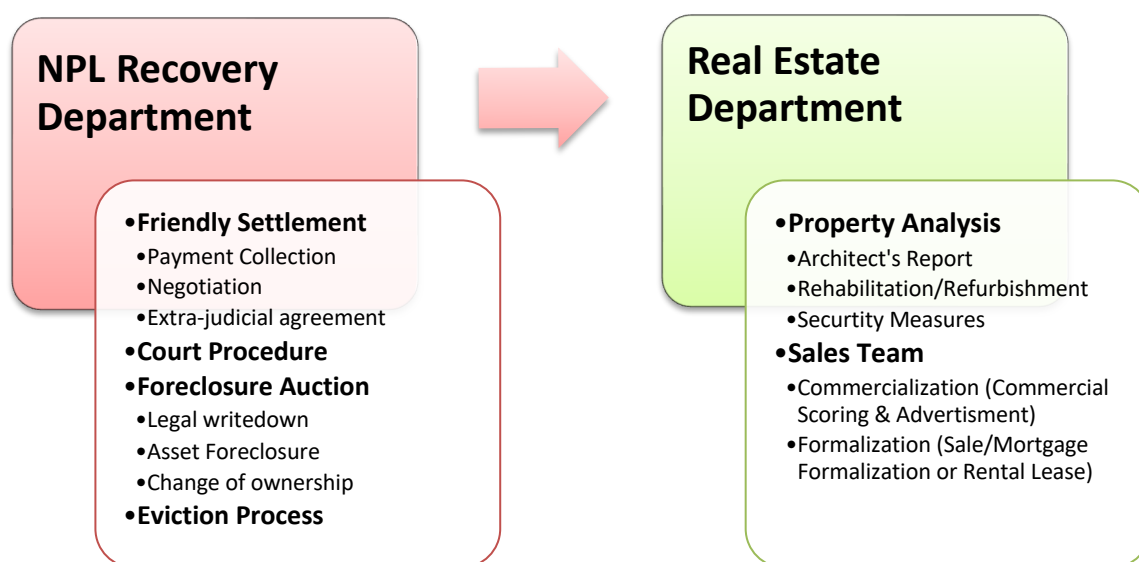 NPL Recovery
Department
•Friendly Settlement
•Payment Collection
•Negotiation
•Extra-judicial agreement
•Court Procedure
•Foreclosure Auction
•Legal writedown
•Asset Foreclosure
•Change of ownership
•Eviction Process
Real Estate
Department
•Property Analysis
•Architect's Report
•Rehabilitation/Refurbishment
•Securtity Measures
•Sales Team
•Commercialization (Commercial
Scoring & Advertisment)
•Formalization (Sale/Mortgage
Formalization or Rental Lease)